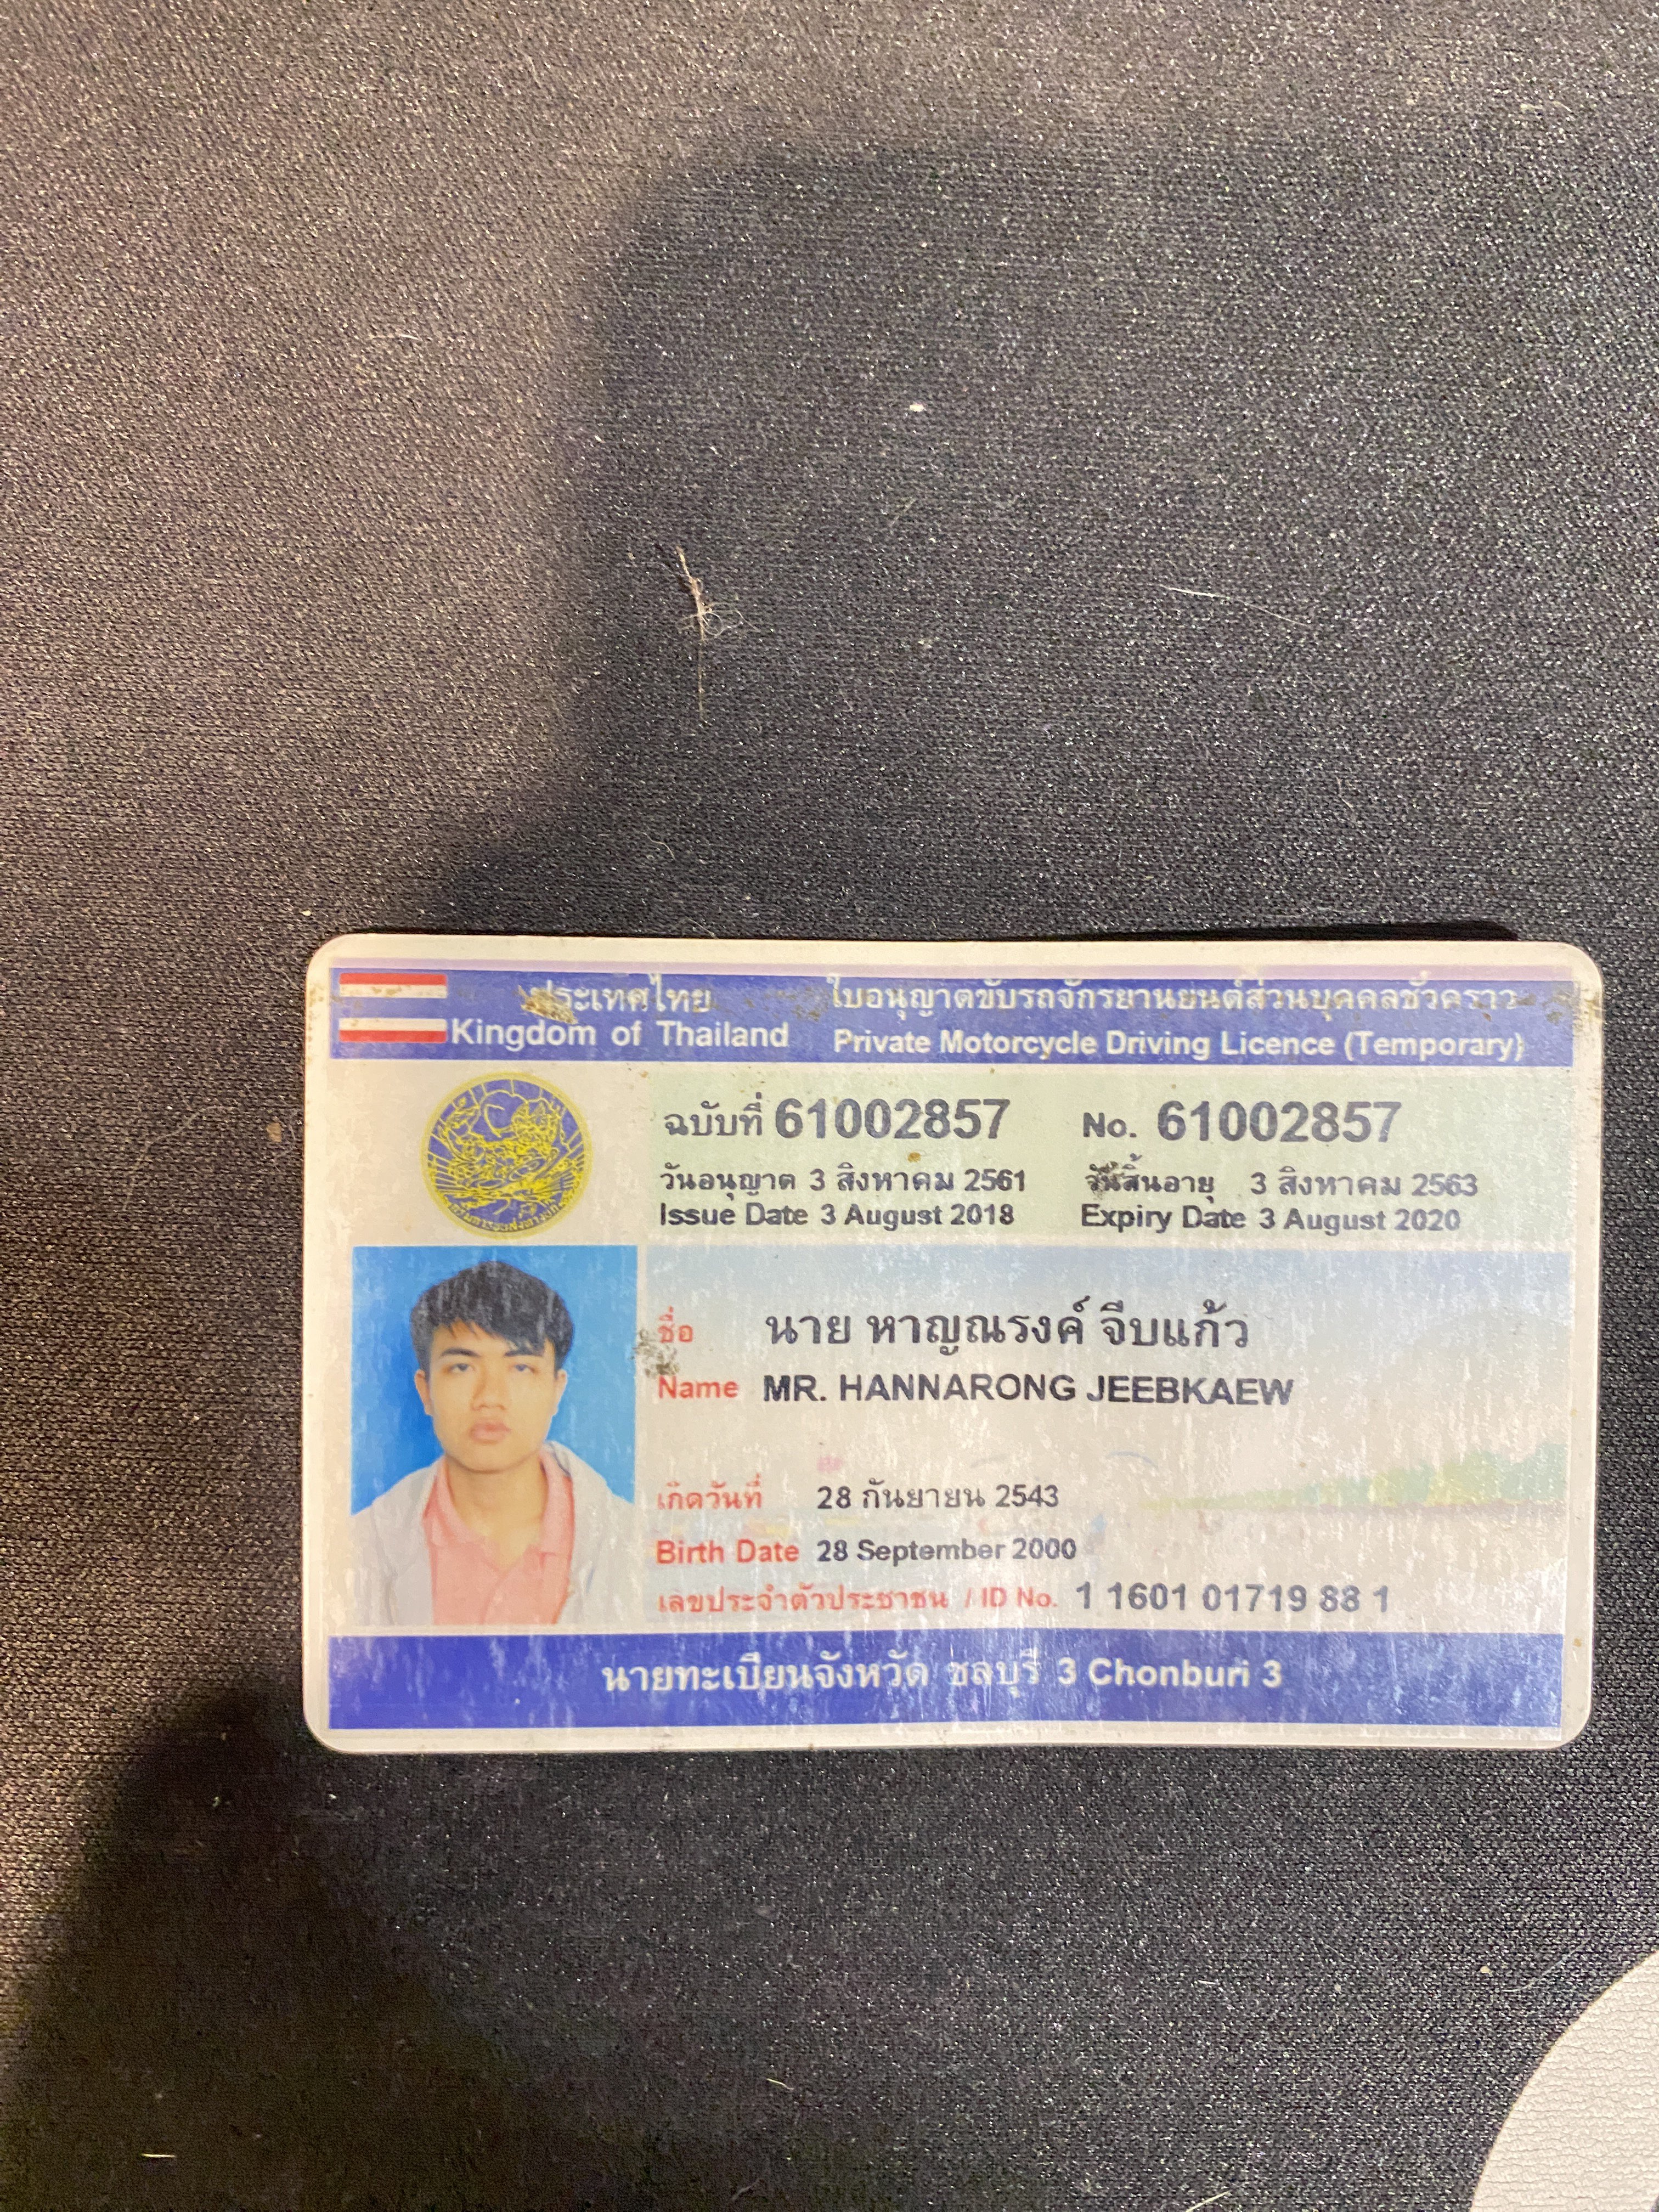 ประเทศไทย ใบอนุญาตขับรถจักรยานยนต์ส่วนบุคคลชั่วคราว
Kingdom of Thailand Private Motorcycle Driving Licence (Temporary)
ฉบับที่ 61002857 No. 61002857
วันอนุญาต 3 สิงหาคม 2561 วันสิ้นอายุ 3 สิงหาคม 2563
Issue Date 3 August 2018 Expiry Date 3 August 2020
ชื่อ นาย หาญณรงค์ จีบแก้ว
Name MR. HANNARONG JEEBKAEW
เกิดวันที่ 28 กันยายน 2543
Birth Date 28 September 2000
เลขประจำตัวประชาชน / ID No. 1 1601 01719 88 1
นายทะเบียนจังหวัด ชลบุรี 3 Chonburi 3